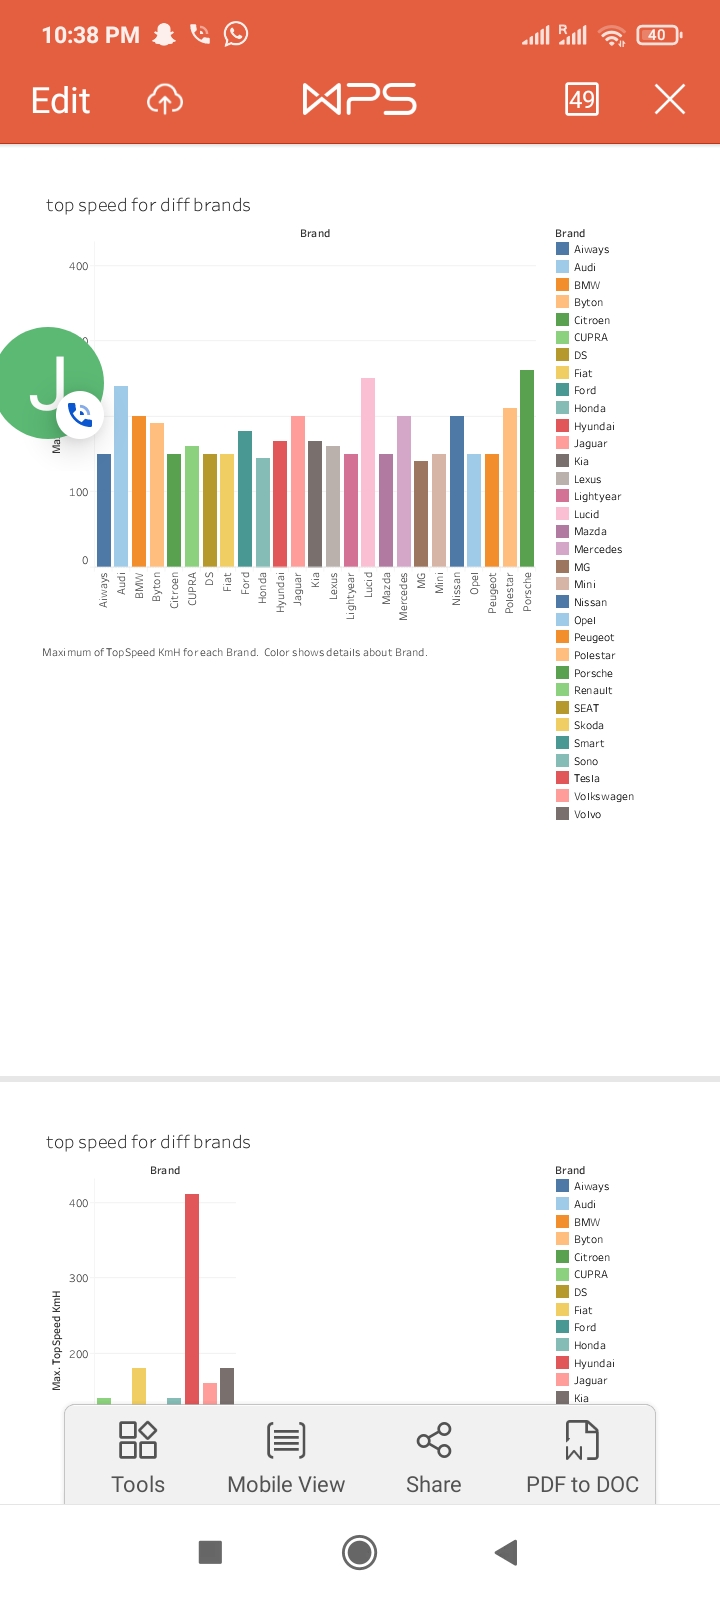 10:38 PM
R
40
Edit
WPS
49
top speed for diff brands
Brand
400
100
0
Aiways
Audi
BMW
Byton
Citroen
CUPRA
DS
Fiat
Ford
Honda
Hyundai
Jaguar
Kia
Lexus
Lightyear
Lucid
Mazda
Mercedes
MG
Mini
Nissan
Opel
Peugeot
Polestar
Porsche
Maximum of TopSpeed KmH for each Brand. Color shows details about Brand.
Brand
Aiways
Audi
BMW
Byton
Citroen
CUPRA
DS
Fiat
Ford
Honda
Hyundai
Jaguar
Kia
Lexus
Lightyear
Lucid
Mazda
Mercedes
MG
Mini
Nissan
Opel
Peugeot
Polestar
Porsche
Renault
SEAT
Skoda
Smart
Sono
Tesla
Volkswagen
Volvo
J
top speed for diff brands
Brand
400
300
200
Max. TopSpeed KmH
Brand
Aiways
Audi
BMW
Byton
Citroen
CUPRA
DS
Fiat
Ford
Honda
Hyundai
Jaguar
Kia
Tools
Mobile View
Share
PDF to DOC